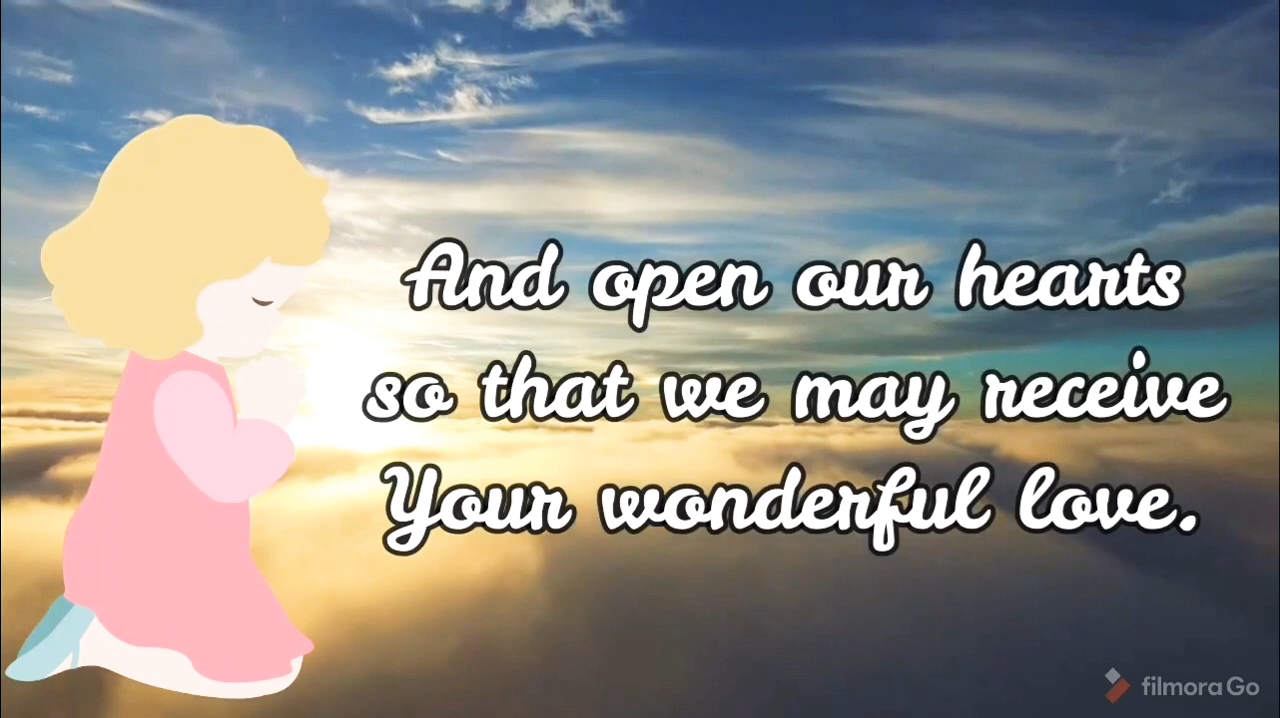 And open our hearts
so that we may receive
Your wonderful love.
filmora Go